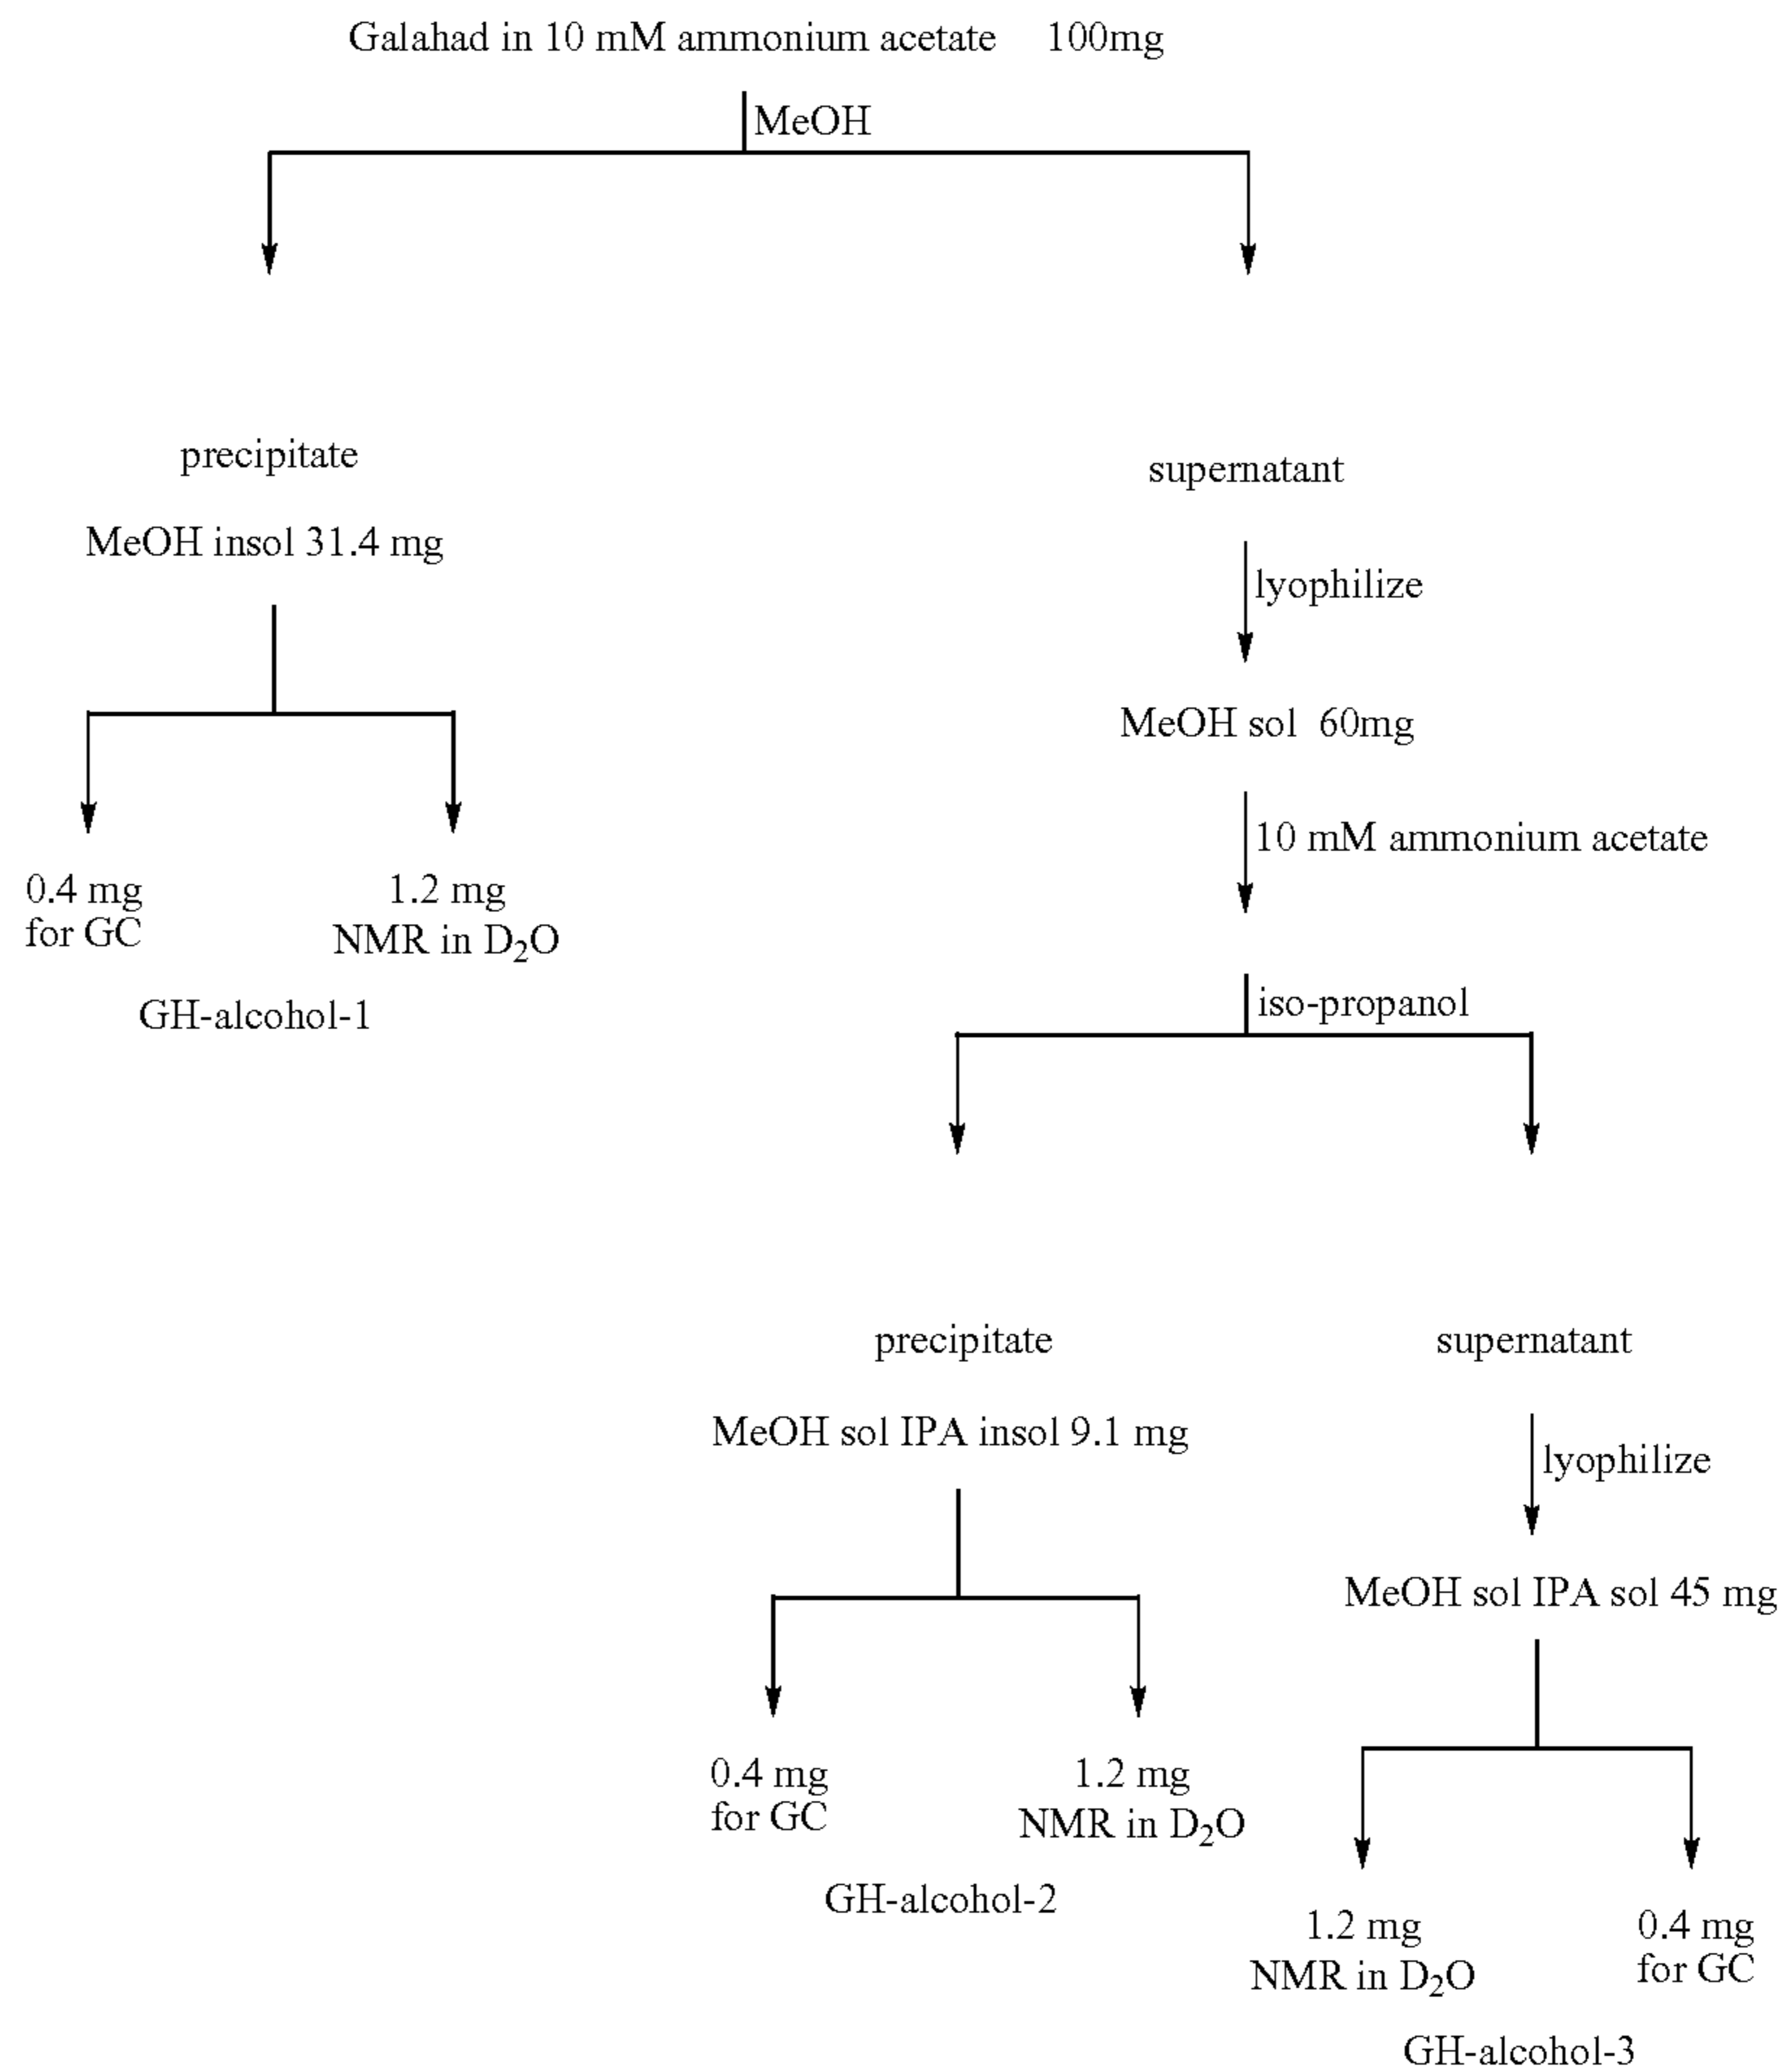 Galahad in 10 mM ammonium acetate 100mg
MeOH
precipitate
MeOH insol 31.4 mg
0.4 mg
for GC
1.2 mg
NMR in D2O
GH-alcohol-1
supernatant
lyophilize
MeOH sol 60mg
10 mM ammonium acetate
iso-propanol
precipitate
MeOH sol IPA insol 9.1 mg
0.4 mg
for GC
1.2 mg
NMR in D2O
GH-alcohol-2
supernatant
lyophilize
MeOH sol IPA sol 45 mg
1.2 mg
NMR in D2O
0.4 mg
for GC
GH-alcohol-3